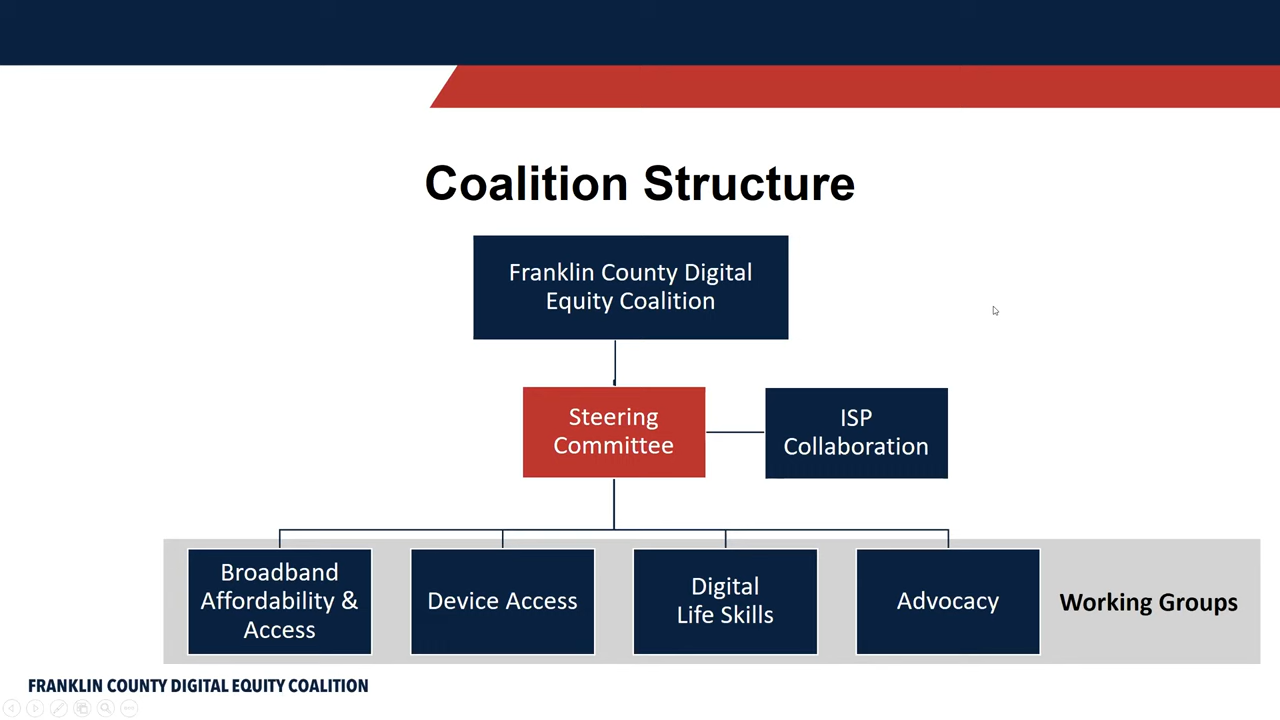 Coalition Structure
Franklin County Digital
Equity Coalition
Steering
Committee
ISP
Collaboration
Broadband
Affordability &
Access
Device Access
Digital
Life Skills
Advocacy
Working Groups
FRANKLIN COUNTY DIGITAL EQUITY COALITION